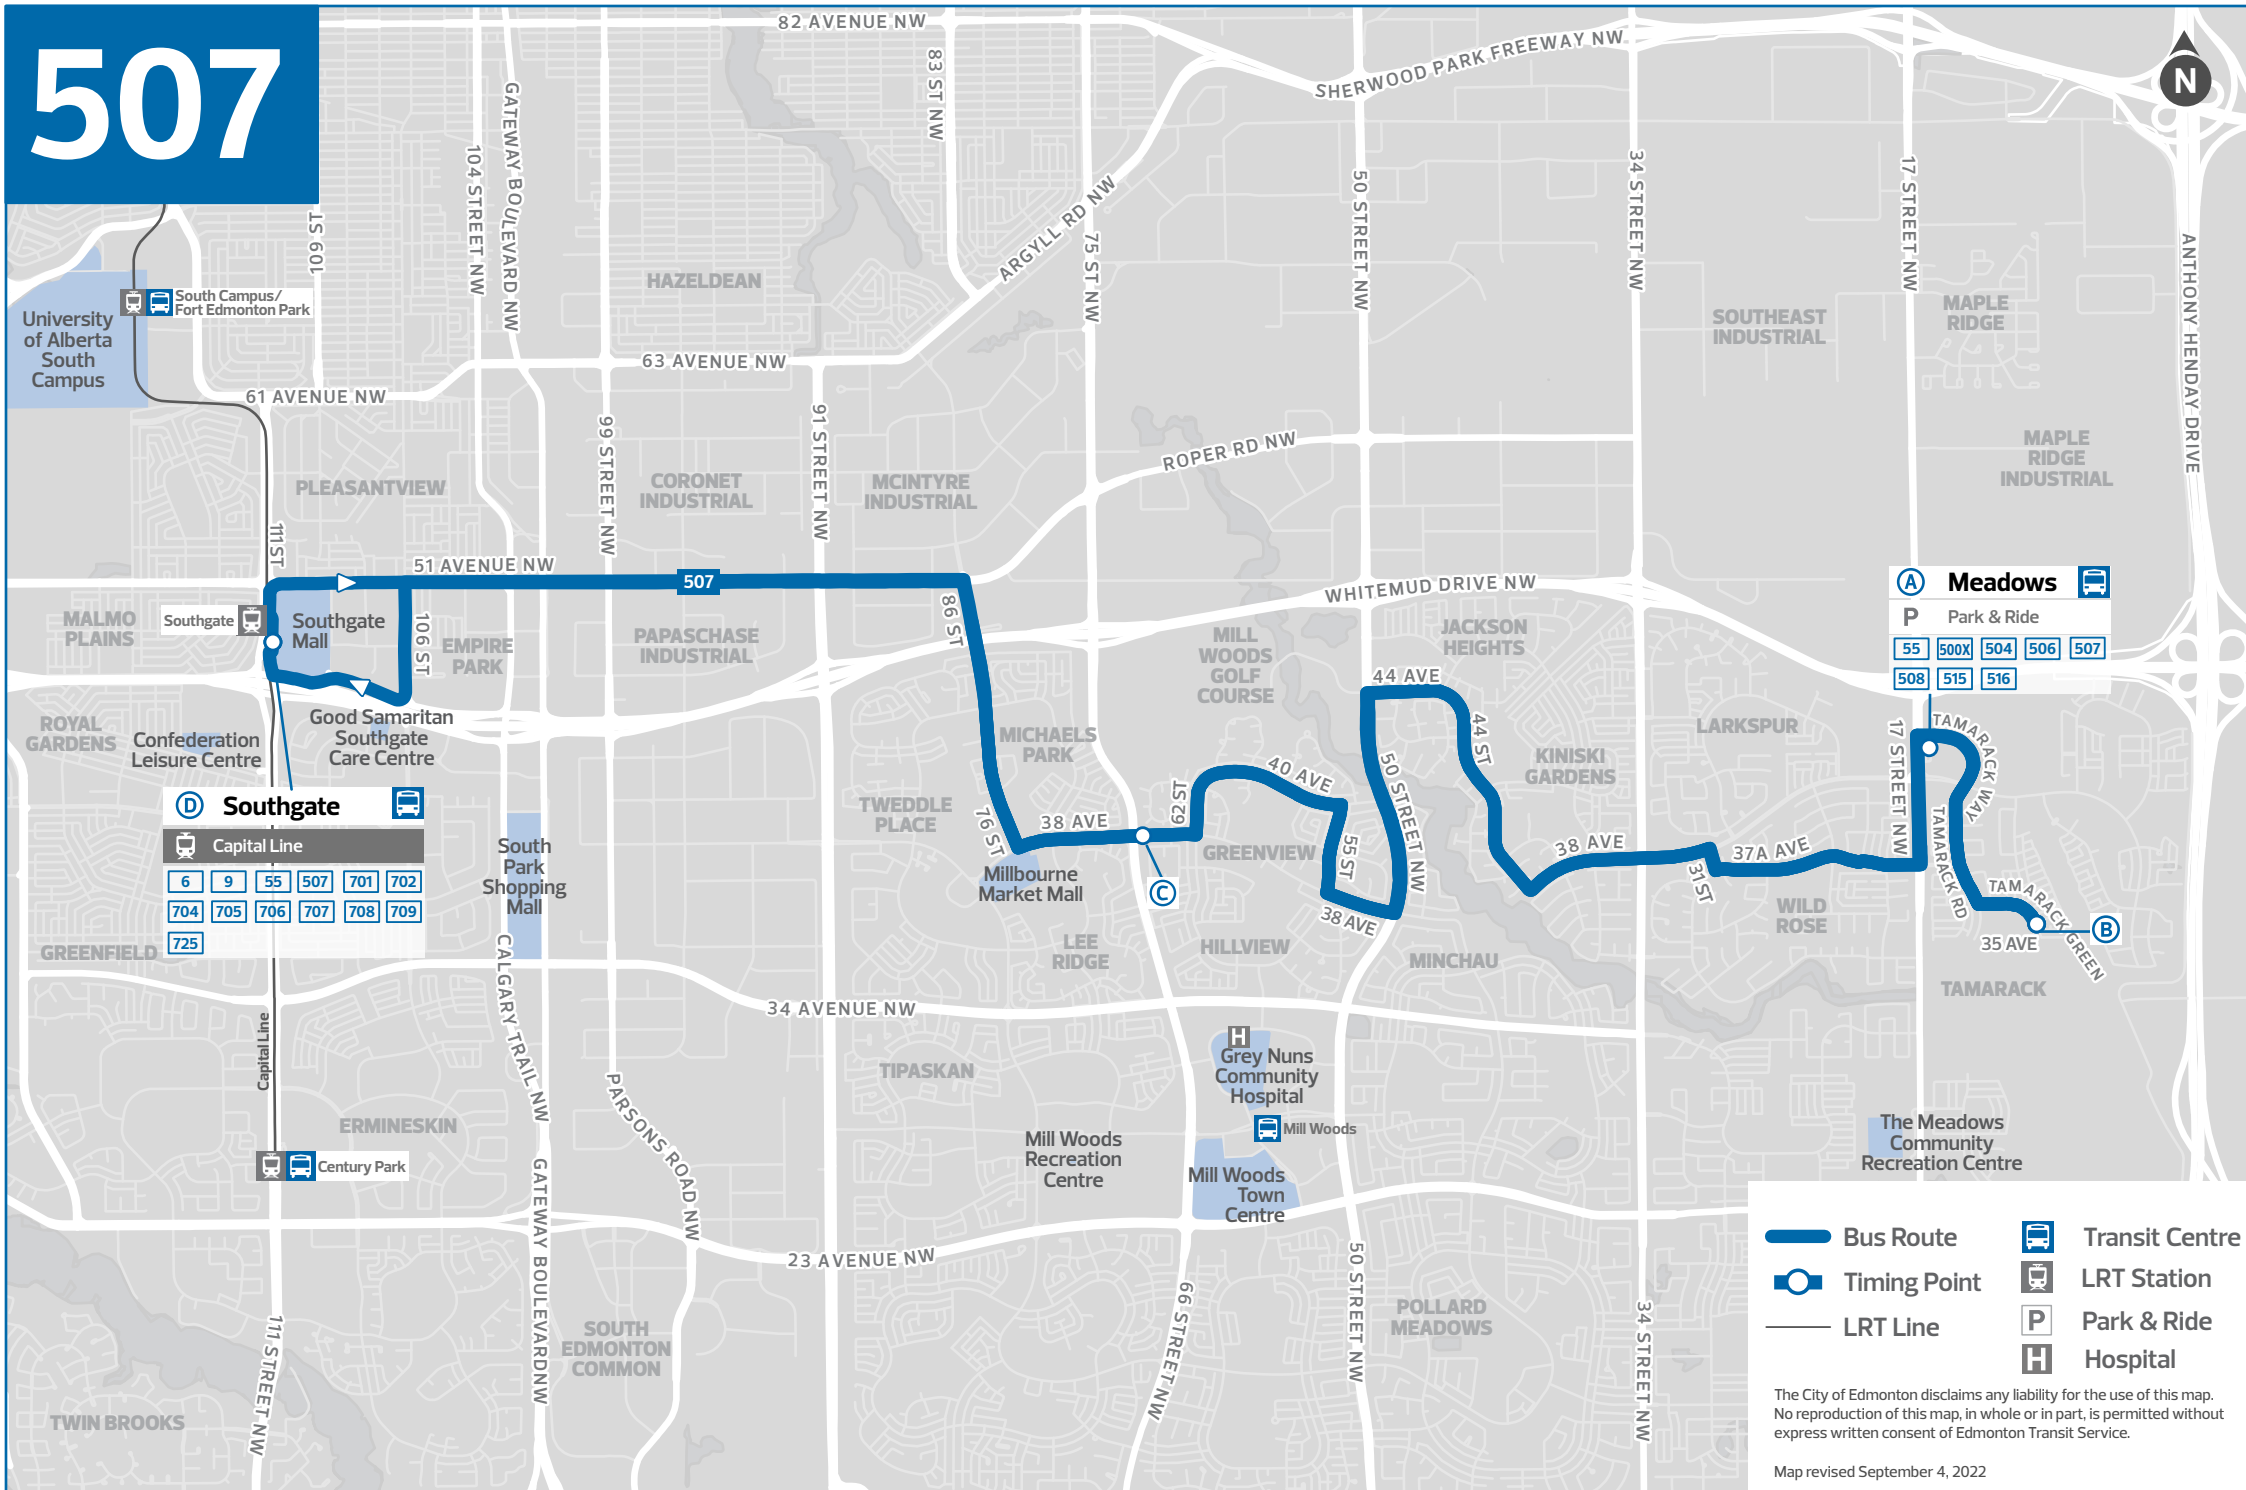 507
N
82 AVENUE NW
83 ST NW
SHERWOOD PARK FREEWAY NW
GATEWAY BOULEVARD NW
104 STREET NW
109 ST
ARGYLL RD NW
75 ST NW
50 STREET NW
34 STREET NW
17 STREET NW
ANTHONY HENDAY DRIVE
HAZELDEAN
South Campus/
Fort Edmonton Park
University
of Alberta
South
Campus
SOUTHEAST
INDUSTRIAL
MAPLE
RIDGE
63 AVENUE NW
61 AVENUE NW
99 STREET NW
91 STREET NW
ROPER RD NW
MAPLE
RIDGE
INDUSTRIAL
PLEASANTVIEW
CORONET
INDUSTRIAL
MCINTYRE
INDUSTRIAL
111 ST
51 AVENUE NW
507
86 ST
WHITEMUD DRIVE NW
A Meadows
P Park & Ride
55 500X 504 506 507
508 515 516
MALMO
PLAINS
Southgate
Southgate
Mall
106 ST
EMPIRE
PARK
PAPASCHASE
INDUSTRIAL
MILL
WOODS
GOLF
COURSE
JACKSON
HEIGHTS
44 AVE
44 ST
ROYAL
GARDENS
Confederation
Leisure Centre
Good Samaritan
Southgate
Care Centre
MICHAELS
PARK
LARKSPUR
KINISKI
GARDENS
17 STREET NW
TAMARACK WAY
TAMARACK RD
D Southgate
Capital Line
6 9 55 507 701 702
704 705 706 707 708 709
725
TWEDDLE
PLACE
76 ST
38 AVE
62 ST
40 AVE
50 STREET NW
55 ST
38 AVE
GREENVIEW
38 AVE
31 ST
37A AVE
South
Park
Shopping
Mall
Millbourne
Market Mall
C
WILD
ROSE
TAMARACK GREEN
B
35 AVE
GREENFIELD
LEE
RIDGE
HILLVIEW
MINCHAU
TAMARACK
CALGARY TRAIL NW
34 AVENUE NW
Capital Line
H
Grey Nuns
Community
Hospital
TIPASKAN
PARSONS ROAD NW
ERMINESKIN
Mill Woods
Mill Woods
Recreation
Centre
The Meadows
Community
Recreation Centre
Century Park
Mill Woods
Town
Centre
GATEWAY BOULEVARDNW
23 AVENUE NW
66 STREET NW
50 STREET NW
34 STREET NW
111 STREET NW
SOUTH
EDMONTON
COMMON
POLLARD
MEADOWS
TWIN BROOKS
Bus Route
Transit Centre
Timing Point
LRT Station
LRT Line
P Park & Ride
H Hospital
The City of Edmonton disclaims any liability for the use of this map.
No reproduction of this map, in whole or in part, is permitted without
express written consent of Edmonton Transit Service.
Map revised September 4, 2022